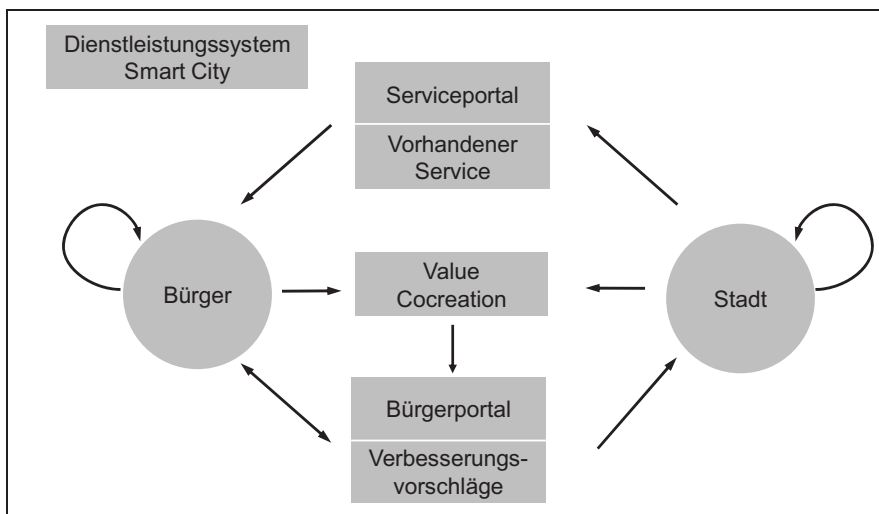 Dienstleistungssystem
Smart City
Serviceportal
Vorhandener
Service
Bürger
Value
Cocreation
Stadt
Bürgerportal
Verbesserungs-
vorschläge